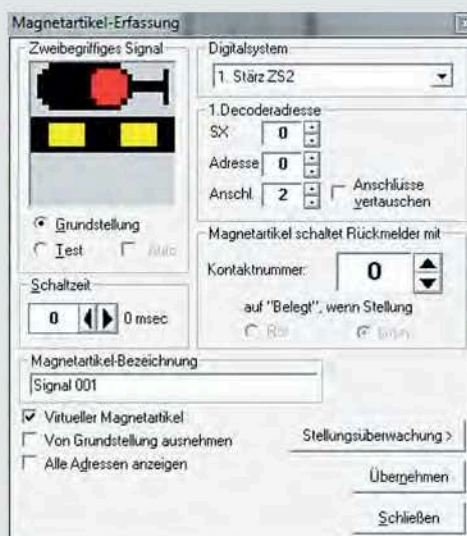 Magnetartikel-Erfassung
Zweibegriffiges Signal
Grundstellung
Test
Auto
Schaltzeit
0
0 msec
Digitalsystem
1. Stärz ZS2
1.Decoderadresse
SX 0
Adresse 0
Anschl. 2
Anschlüsse
vertauschen
Magnetartikel schaltet Rückmelder mit
Kontaktnummer: 0
auf "Belegt", wenn Stellung
Rot
Grün
Magnetartikel-Bezeichnung
Signal 001
Virtueller Magnetartikel
Von Grundstellung ausnehmen
Alle Adressen anzeigen
Stellungsüberwachung >
Übernehmen
Schließen